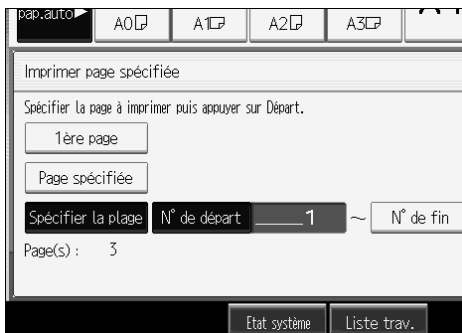 pap.auto A0 A1 A2 A3
Imprimer page spécifiée
Spécifier la page à imprimer puis appuyer sur Départ.
1ère page
Page spécifiée
Spécifier la plage N° de départ 1 ~ N° de fin
Page(s) : 3
Etat système Liste trav.